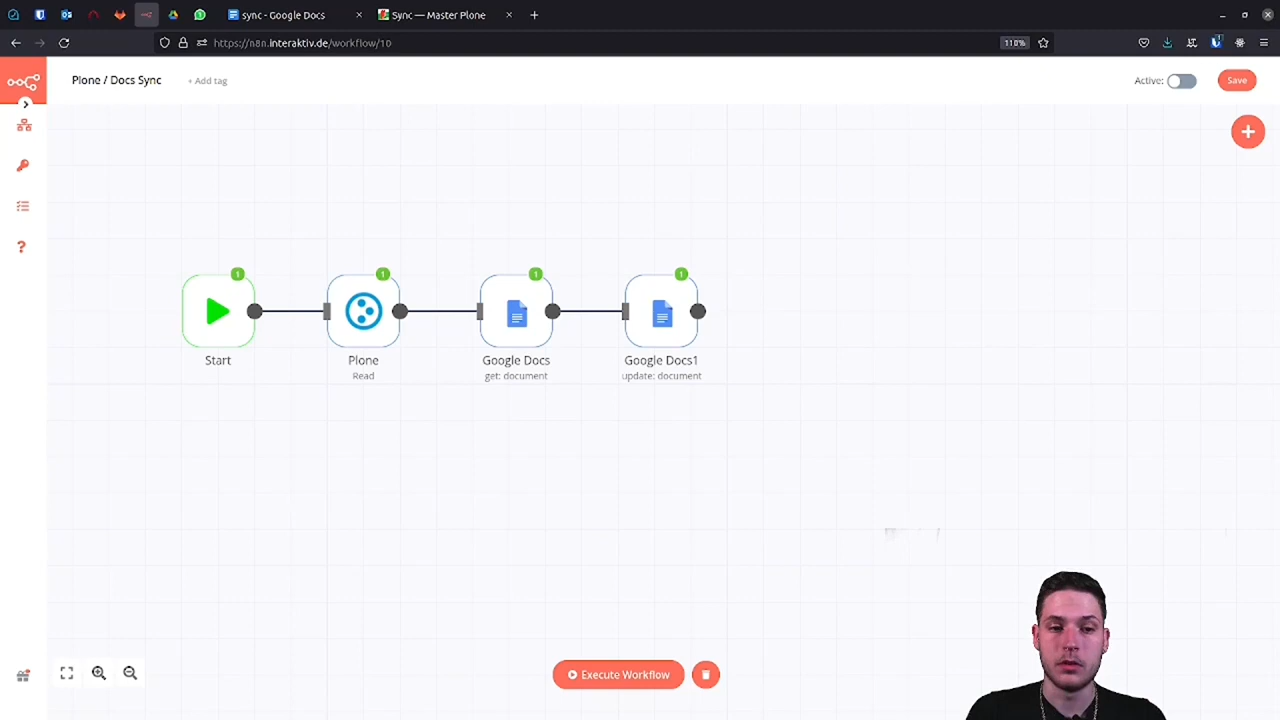 sync - Google Docs
Sync — Master Plone
https://n8n.interaktiv.de/workflow/10
110%
Plone / Docs Sync
+ Add tag
Active:
Save
1
1
1
1
Start
Plone
Read
Google Docs
get: document
Google Docs1
update: document
Execute Workflow